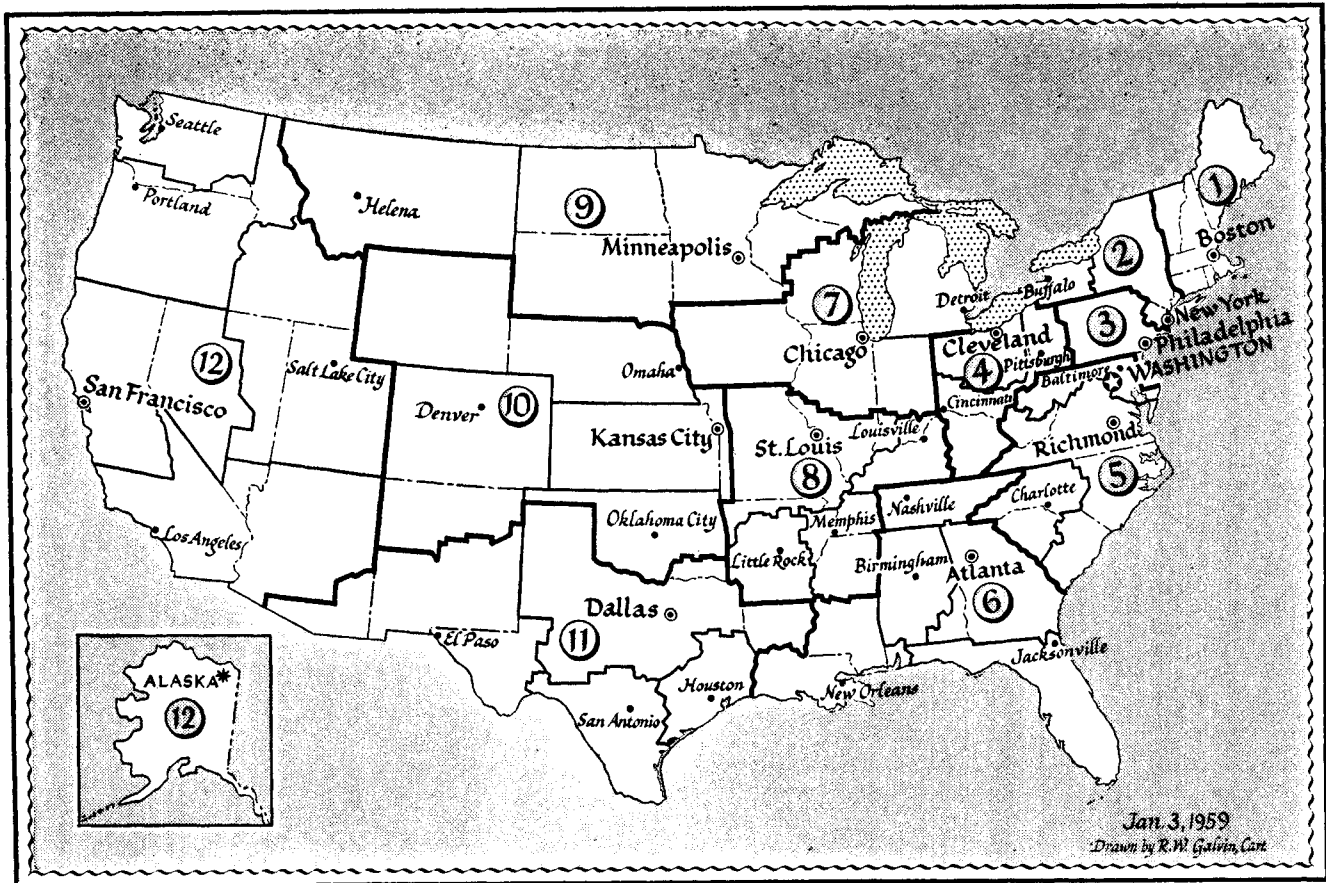 Seattle
Portland
Helena
9
Minneapolis
1
Boston
2
Buffalo
Detroit
7
Chicago
New York
3
Philadelphia
Cleveland
Pittsburgh
4
WASHINGTON
Baltimore
Cincinnati
12
San Francisco
Salt Lake City
Denver
10
Omaha
Kansas City
St. Louis
Louisville
8
Richmond
5
Charlotte
Nashville
Memphis
Los Angeles
Oklahoma City
Little Rock
Birmingham
Atlanta
6
Dallas
11
El Paso
Houston
San Antonio
New Orleans
Jacksonville
ALASKA*
12
Jan. 3, 1959
Drawn by R.W. Galvin, Cart.